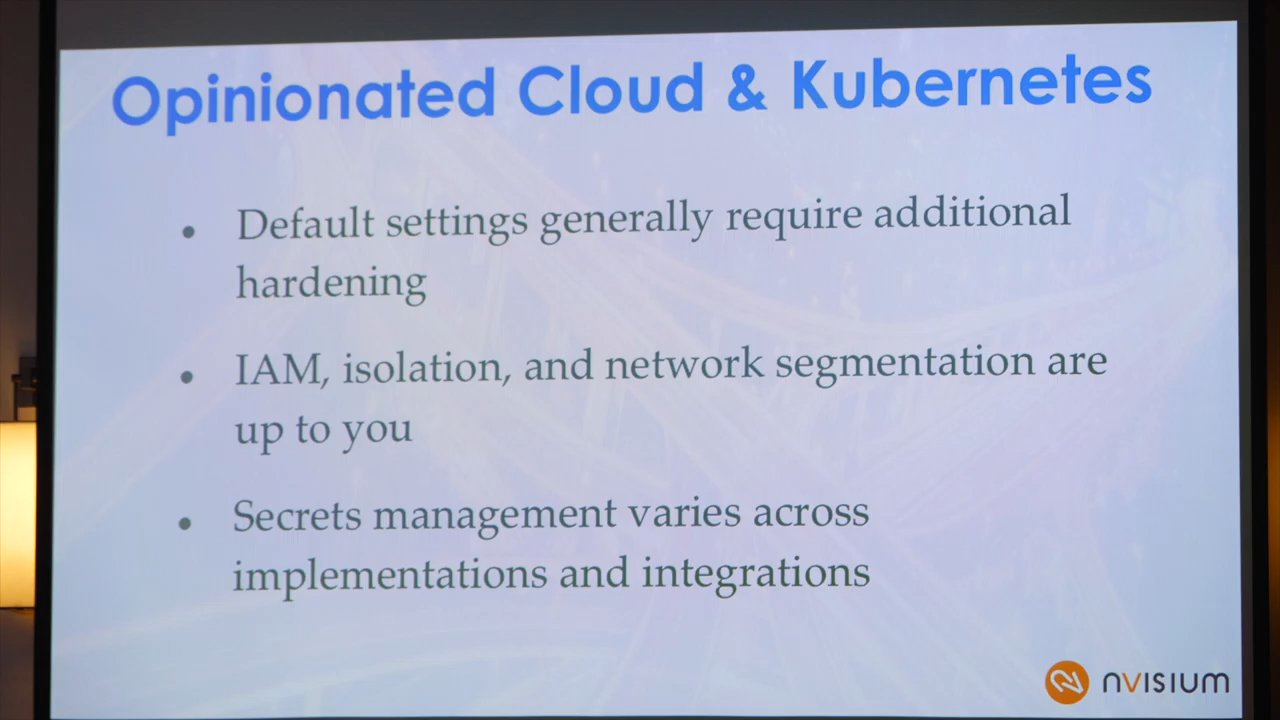 Opinionated Cloud & Kubernetes
• Default settings generally require additional
hardening
• IAM, isolation, and network segmentation are
up to you
• Secrets management varies across
implementations and integrations
nVISIUM